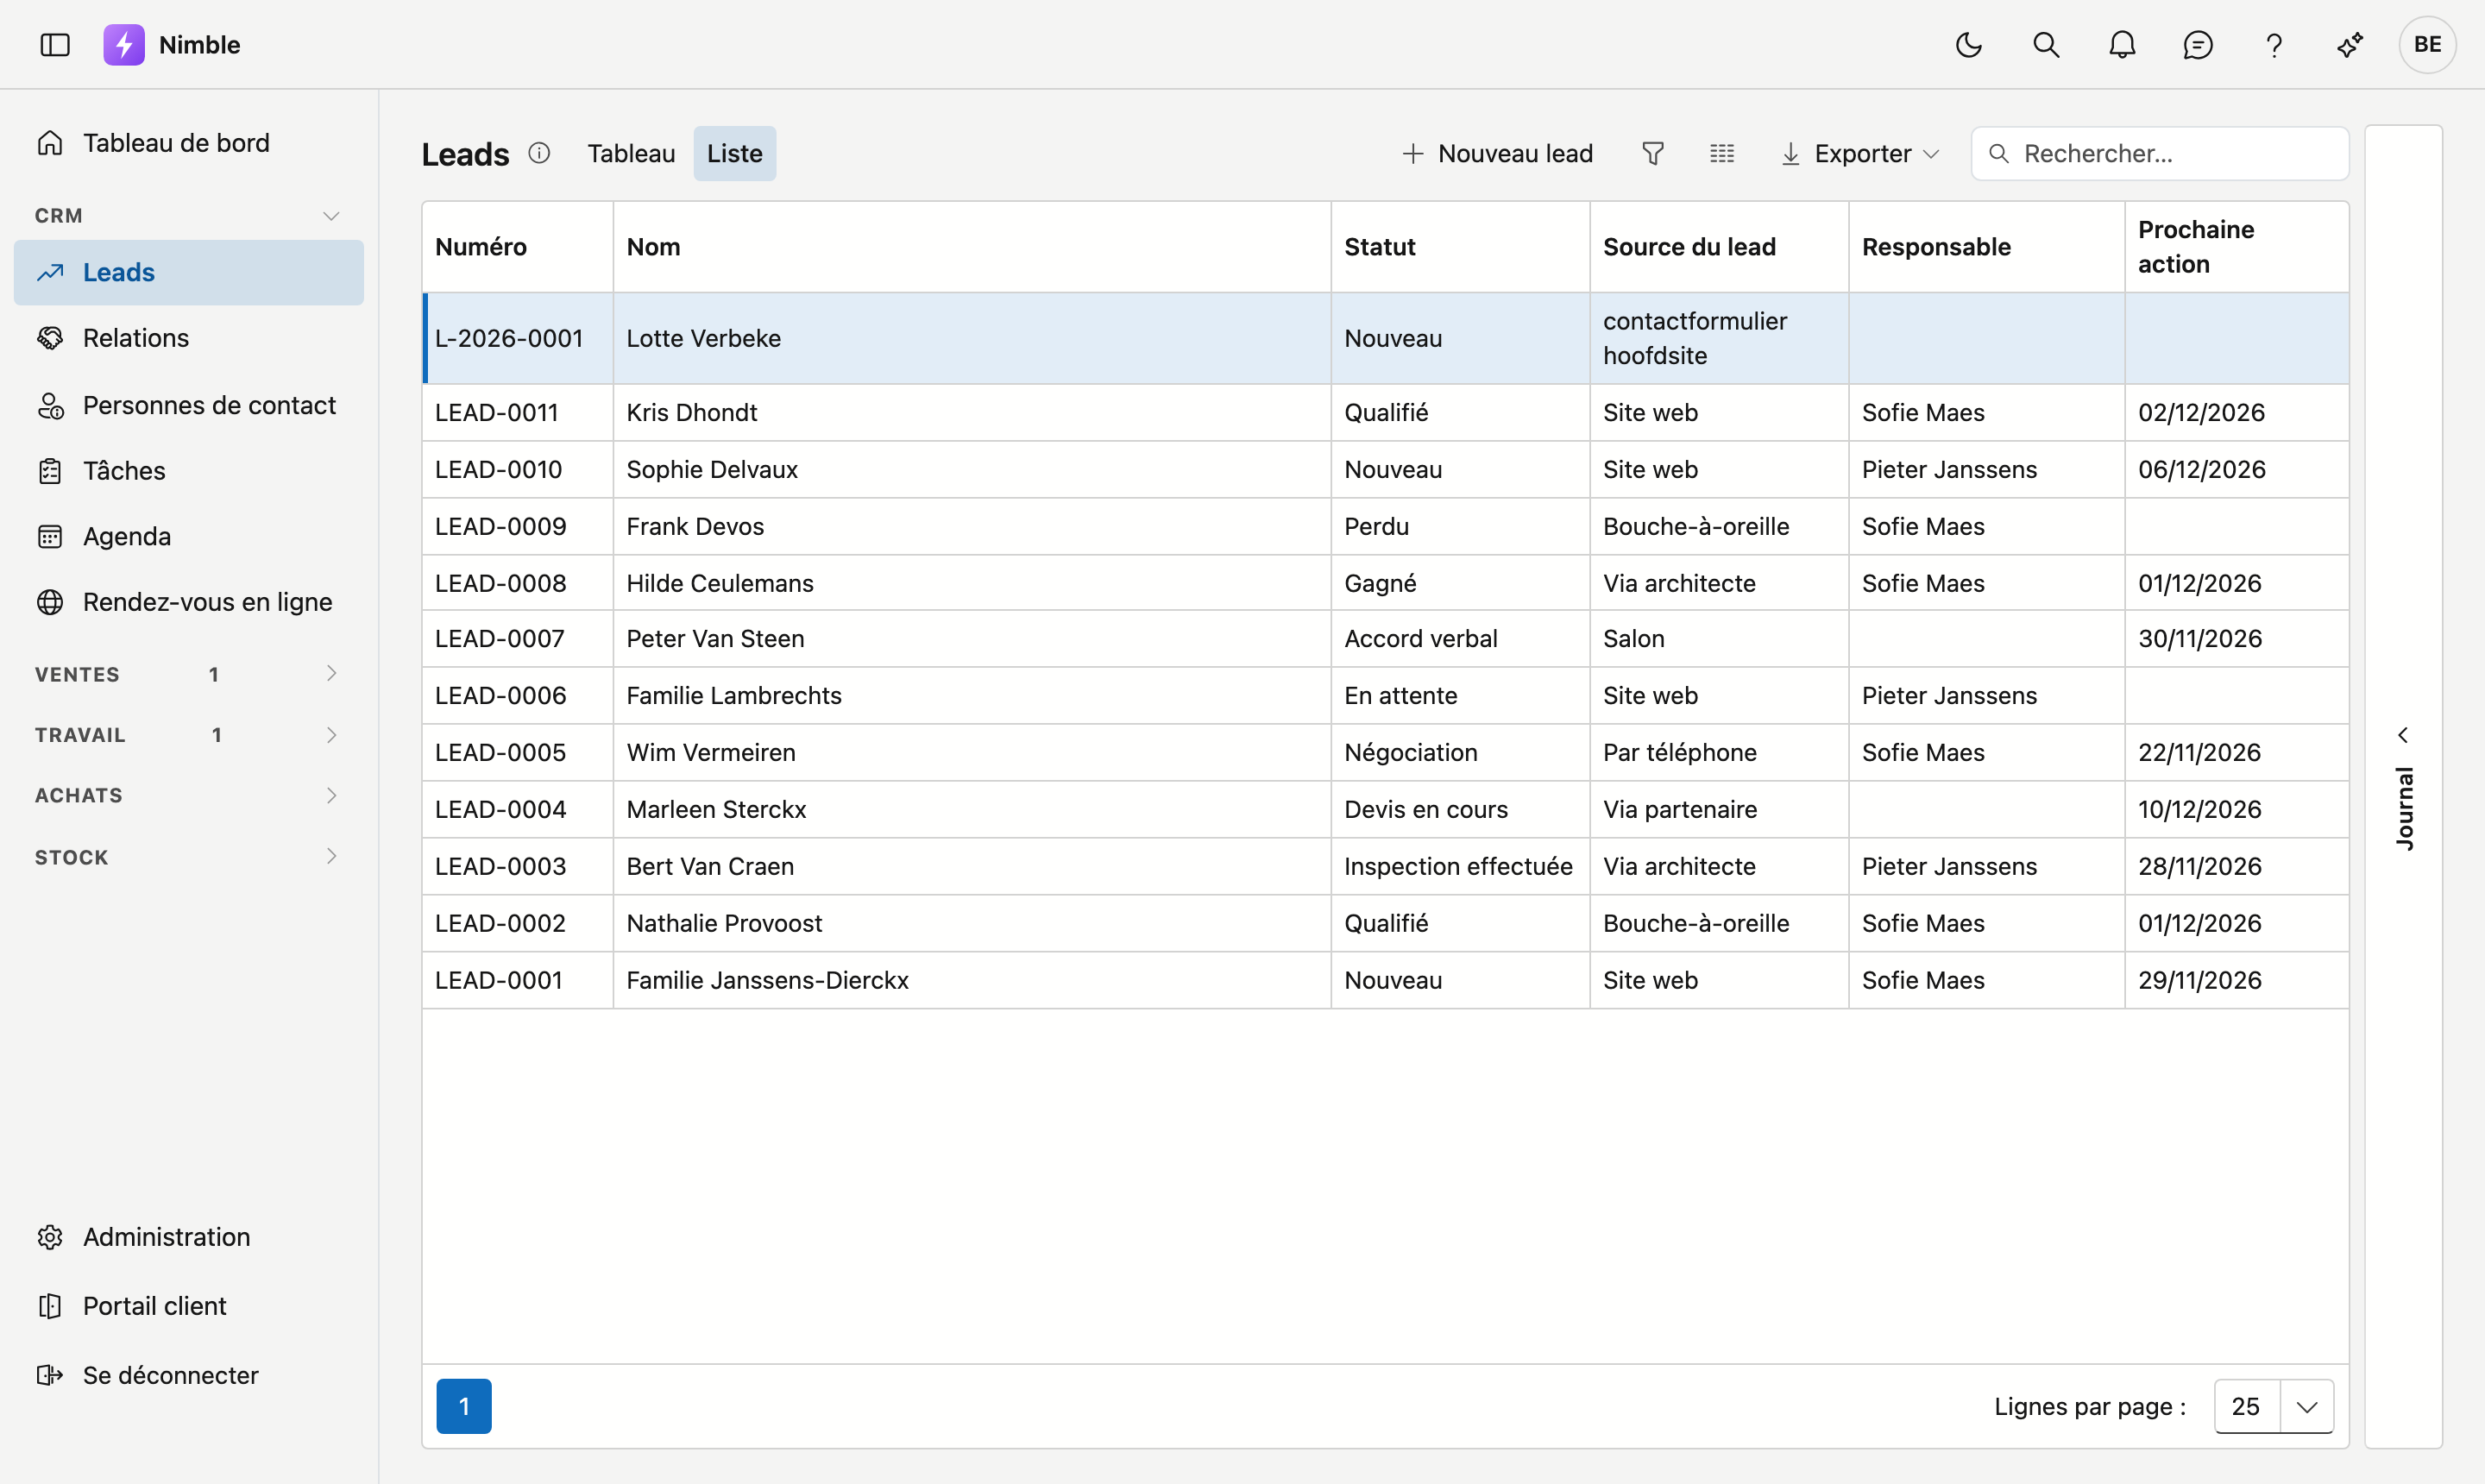 Nimble
BE
Tableau de bord
CRM
Leads
Relations
Personnes de contact
Tâches
Agenda
Rendez-vous en ligne
VENTES 1
TRAVAIL 1
ACHATS
STOCK
Administration
Portail client
Se déconnecter
Leads Tableau Liste Nouveau lead Exporter Rechercher...
Numéro Nom Statut Source du lead Responsable Prochaine action
L-2026-0001 Lotte Verbeke Nouveau contactformulier hoofdsite
LEAD-0011 Kris Dhondt Qualifié Site web Sofie Maes 02/12/2026
LEAD-0010 Sophie Delvaux Nouveau Site web Pieter Janssens 06/12/2026
LEAD-0009 Frank Devos Perdu Bouche-à-oreille Sofie Maes
LEAD-0008 Hilde Ceulemans Gagné Via architecte Sofie Maes 01/12/2026
LEAD-0007 Peter Van Steen Accord verbal Salon 30/11/2026
LEAD-0006 Familie Lambrechts En attente Site web Pieter Janssens
LEAD-0005 Wim Vermeiren Négociation Par téléphone Sofie Maes 22/11/2026
LEAD-0004 Marleen Sterckx Devis en cours Via partenaire 10/12/2026
LEAD-0003 Bert Van Craen Inspection effectuée Via architecte Pieter Janssens 28/11/2026
LEAD-0002 Nathalie Provoost Qualifié Bouche-à-oreille Sofie Maes 01/12/2026
LEAD-0001 Familie Janssens-Dierckx Nouveau Site web Sofie Maes 29/11/2026
1 Lignes par page : 25
Journal